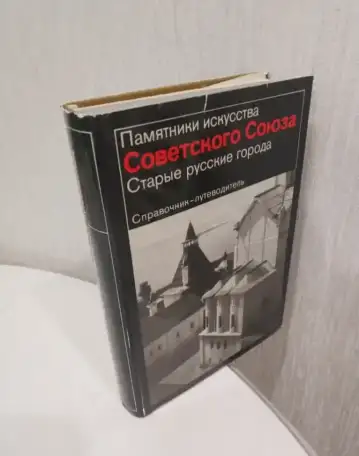 Памятники искусства
Советского Союза
Старые русские города
Справочник-путеводитель